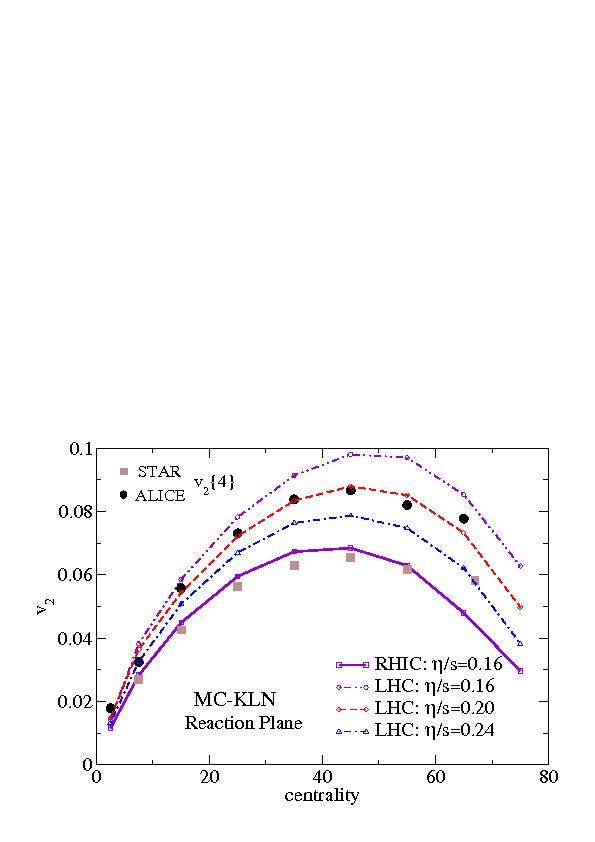 0.1
0.08
0.06
0.04
0.02
0
v2
STAR
ALICE
v2{4}
MC-KLN
Reaction Plane
RHIC: η/s=0.16
LHC: η/s=0.16
LHC: η/s=0.20
LHC: η/s=0.24
0 20 40 60 80
centrality